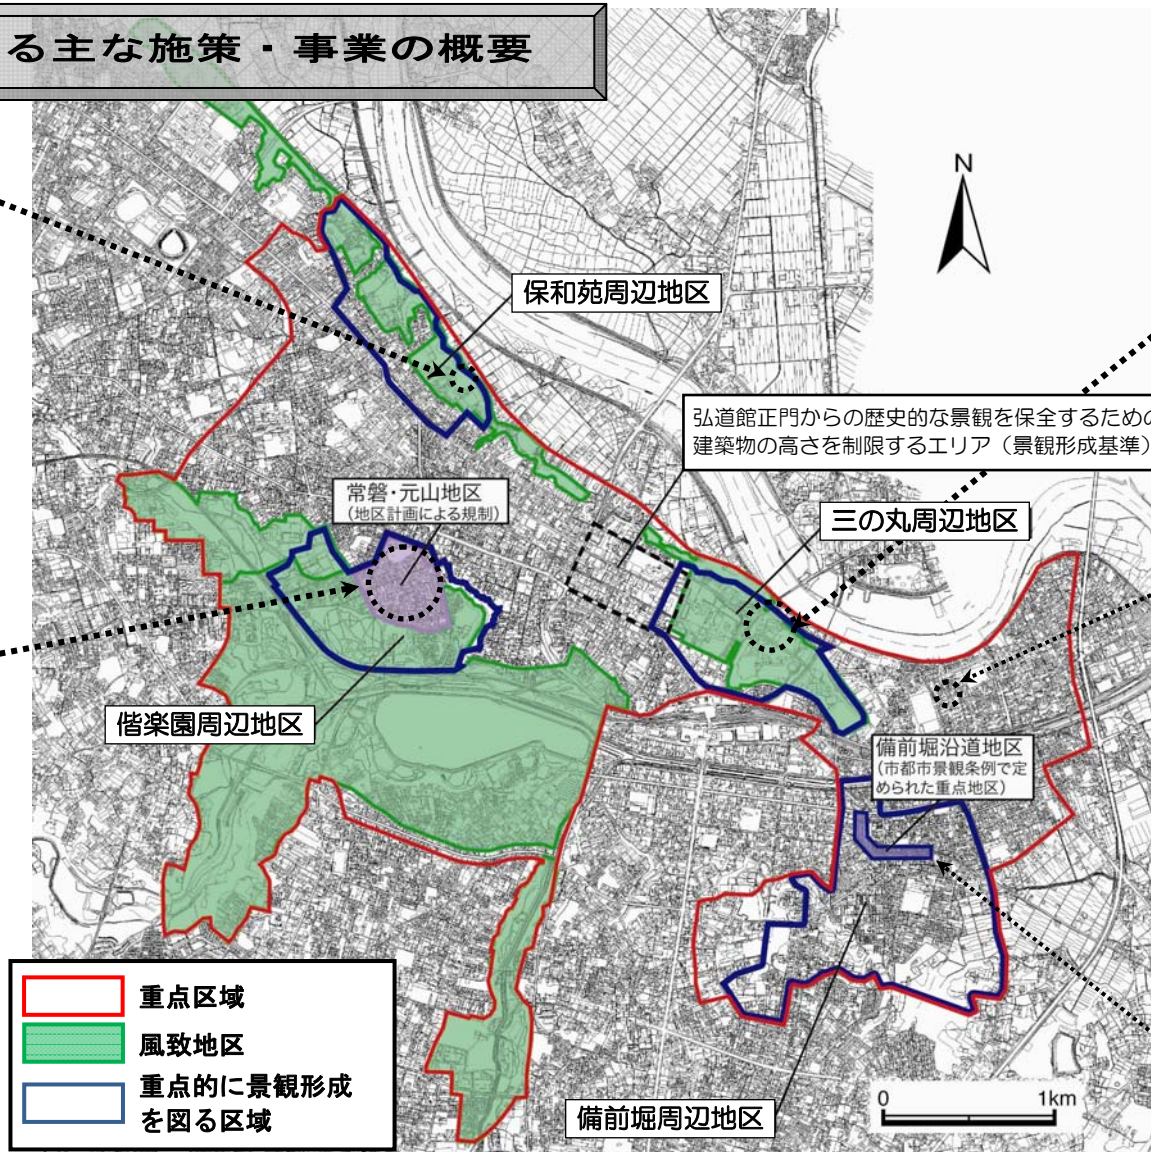 る主な施策・事業の概要
N
保和苑周辺地区
弘道館正門からの歴史的な景観を保全するための
建築物の高さを制限するエリア（景観形成基準）
常磐・元山地区
（地区計画による規制）
三の丸周辺地区
偕楽園周辺地区
備前堀沿道地区
（市都市景観条例で定
められた重点地区）
重点区域
風致地区
重点的に景観形成
を図る区域
備前堀周辺地区
0 1km